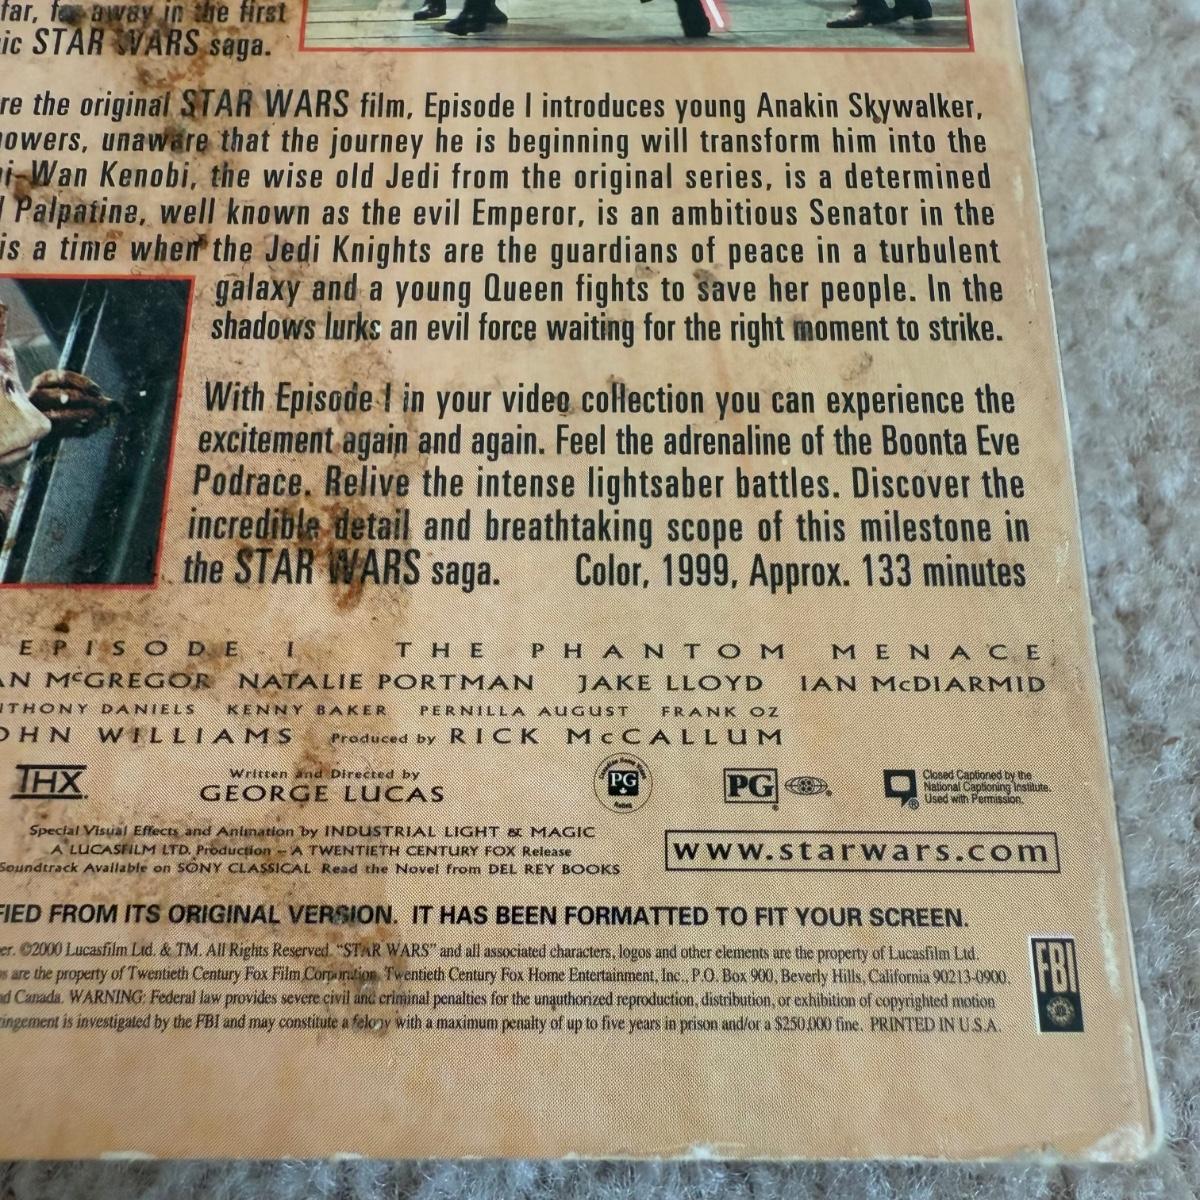 far, far away in the first
ic STAR WARS saga.
re the original STAR WARS film, Episode I introduces young Anakin Skywalker,
powers, unaware that the journey he is beginning will transform him into the
i-Wan Kenobi, the wise old Jedi from the original series, is a determined
Palpatine, well known as the evil Emperor, is an ambitious Senator in the
is a time when the Jedi Knights are the guardians of peace in a turbulent
galaxy and a young Queen fights to save her people. In the
shadows lurks an evil force waiting for the right moment to strike.
With Episode I in your video collection you can experience the
excitement again and again. Feel the adrenaline of the Boonta Eve
Podrace. Relive the intense lightsaber battles. Discover the
incredible detail and breathtaking scope of this milestone in
the STAR WARS saga. Color, 1999, Approx. 133 minutes
EPISODE I THE PHANTOM MENACE
AN McGREGOR NATALIE PORTMAN JAKE LLOYD IAN McDIARMID
THONY DANIELS KENNY BAKER PERNILLA AUGUST FRANK OZ
OHN WILLIAMS Produced by RICK McCALLUM
THX
Written and Directed by
GEORGE LUCAS
PG
PG
Closed Captioned by the
National Captioning Institute.
Used with Permission.
Special Visual Effects and Animation by INDUSTRIAL LIGHT & MAGIC
A LUCASFILM LTD. Production – A TWENTIETH CENTURY FOX Release
Soundtrack Available on SONY CLASSICAL Read the Novel from DEL REY BOOKS
www.starwars.com
FIED FROM ITS ORIGINAL VERSION. IT HAS BEEN FORMATTED TO FIT YOUR SCREEN.
er. ©2000 Lucasfilm Ltd. & TM. All Rights Reserved. "STAR WARS" and all associated characters, logos and other elements are the property of Lucasfilm Ltd.
s are the property of Twentieth Century Fox Film Corporation. Twentieth Century Fox Home Entertainment, Inc., P.O. Box 900, Beverly Hills, California 90213-0900.
d Canada. WARNING: Federal law provides severe civil and criminal penalties for the unauthorized reproduction, distribution, or exhibition of copyrighted motion
ingement is investigated by the FBI and may constitute a felony with a maximum penalty of up to five years in prison and/or a $250,000 fine. PRINTED IN U.S.A.
FBI